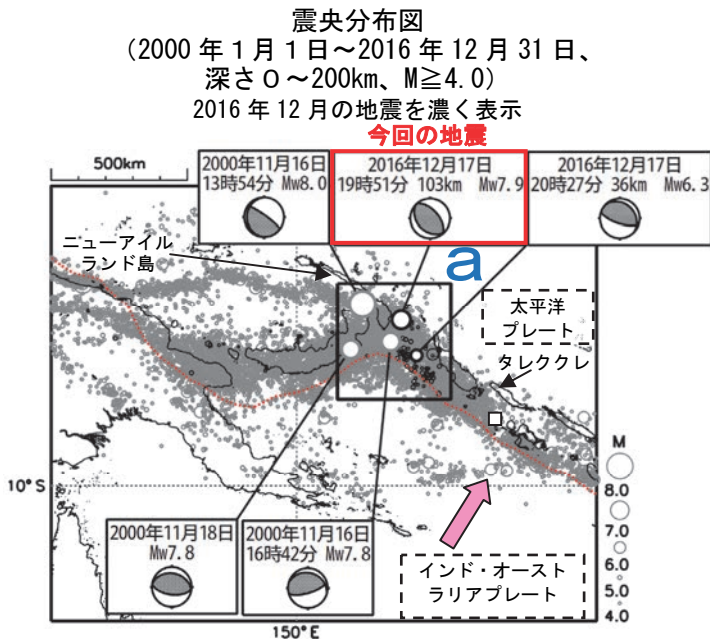 震央分布図
(2000年1月1日~2016年12月31日、
深さ0~200km、M≧4.0)
2016年12月の地震を濃く表示
今回の地震
500km
2000年11月16日
13時54分 Mw8.0
2016年12月17日
19時51分 103km Mw7.9
2016年12月17日
20時27分 36km Mw6.3
a
ニューアイル
ランド島
太平洋
プレート
タレククレ
M
8.0
7.0
6.0
5.0
4.0
10°S
2000年11月18日
Mw7.8
2000年11月16日
16時42分 Mw7.8
インド・オースト
ラリアプレート
150°E